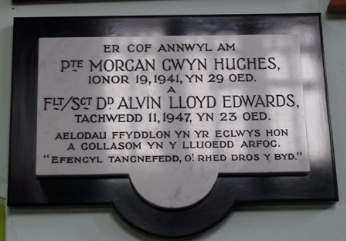 ER COF ANNWYL AM
PTE MORGAN GWYN HUGHES,
IONOR 19, 1941, YN 29 OED.
A
FLT/SGT DD ALVIN LLOYD EDWARDS,
TACHWEDD 11, 1947, YN 23 OED.
AELODAU FFYDDLON YN YR EGLWYS HON
A GOLLASOM YN Y LLUOEDD ARFOG.
"EFENGYL TANGNEFEDD, O! RHED DROS Y BYD."